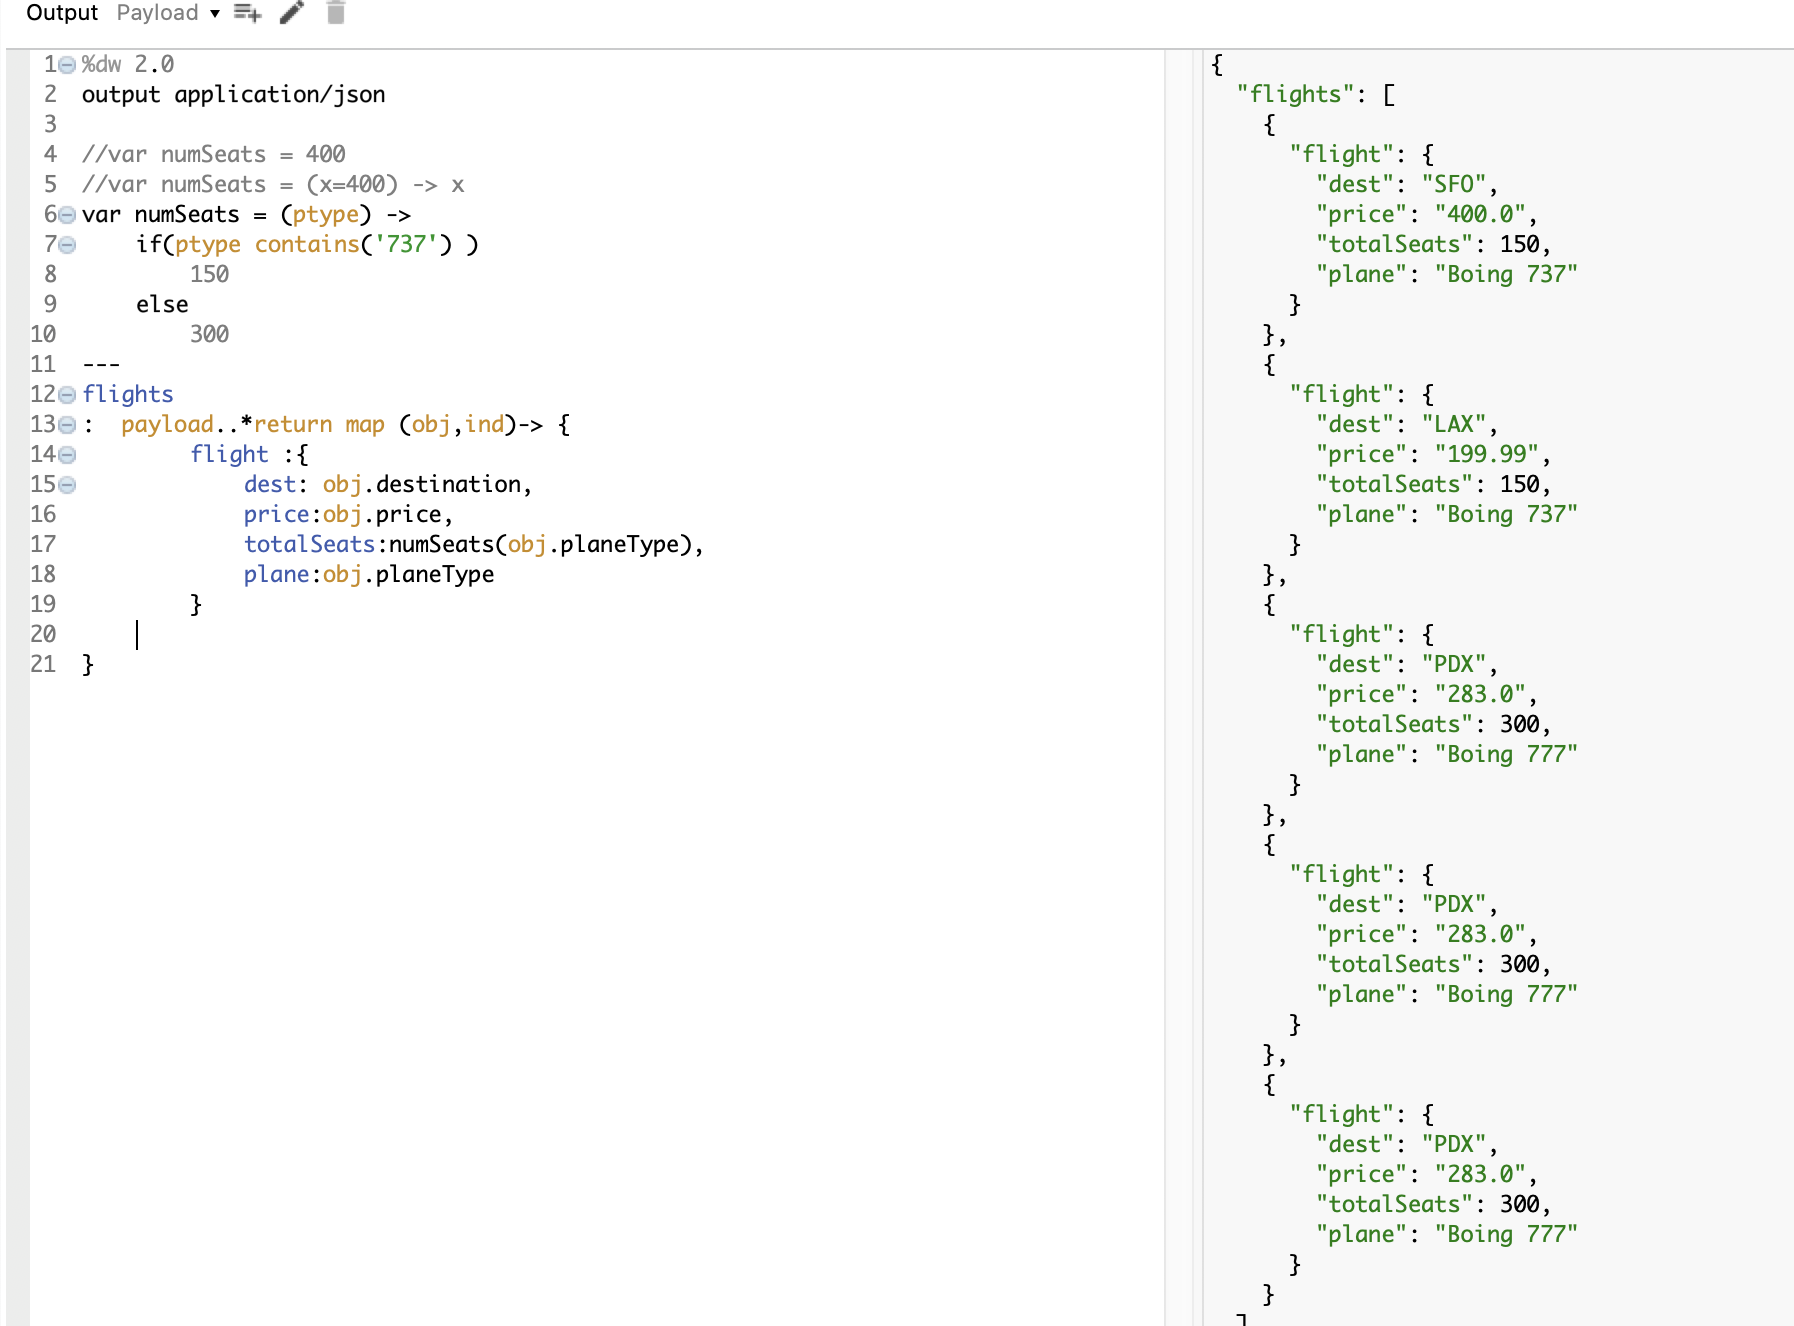 Output Payload
1 %dw 2.0
2 output application/json
3
4 //var numSeats = 400
5 //var numSeats = (x=400) -> x
6 var numSeats = (ptype) ->
7     if(ptype contains('737') )
8         150
9     else
10         300
11 ---
12 flights
13 :  payload..*return map (obj,ind)-> {
14         flight :{
15             dest: obj.destination,
16             price:obj.price,
17             totalSeats:numSeats(obj.planeType),
18             plane:obj.planeType
19         }
20
21 }
{
  "flights": [
    {
      "flight": {
        "dest": "SFO",
        "price": "400.0",
        "totalSeats": 150,
        "plane": "Boing 737"
      }
    },
    {
      "flight": {
        "dest": "LAX",
        "price": "199.99",
        "totalSeats": 150,
        "plane": "Boing 737"
      }
    },
    {
      "flight": {
        "dest": "PDX",
        "price": "283.0",
        "totalSeats": 300,
        "plane": "Boing 777"
      }
    },
    {
      "flight": {
        "dest": "PDX",
        "price": "283.0",
        "totalSeats": 300,
        "plane": "Boing 777"
      }
    },
    {
      "flight": {
        "dest": "PDX",
        "price": "283.0",
        "totalSeats": 300,
        "plane": "Boing 777"
      }
    }
  ]